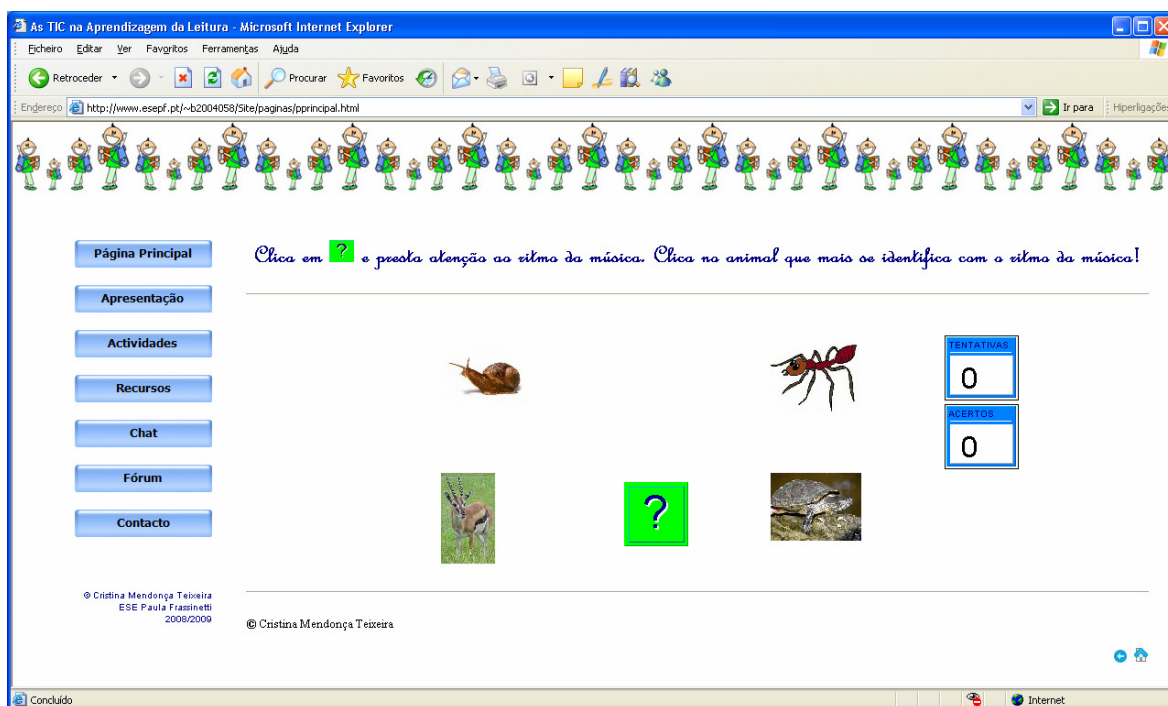 As TIC na Aprendizagem da Leitura - Microsoft Internet Explorer
Ficheiro Editar Ver Favoritos Ferramentas Ajuda
Retroceder Procurar Favoritos
Endereço http://www.esepf.pt/~b2004058/Site/paginas/pprincipal.html Ir para Hiperligações
Clica em ? e presta atenção ao ritmo da música. Clica no animal que mais se identifica com o ritmo da música!
Página Principal
Apresentação
Actividades
Recursos
Chat
Fórum
Contacto
TENTATIVAS
0
ACERTOS
0
?
© Cristina Mendonça Teixeira
ESE Paula Frassinetti
2008/2009
© Cristina Mendonça Teixeira
Concluído Internet